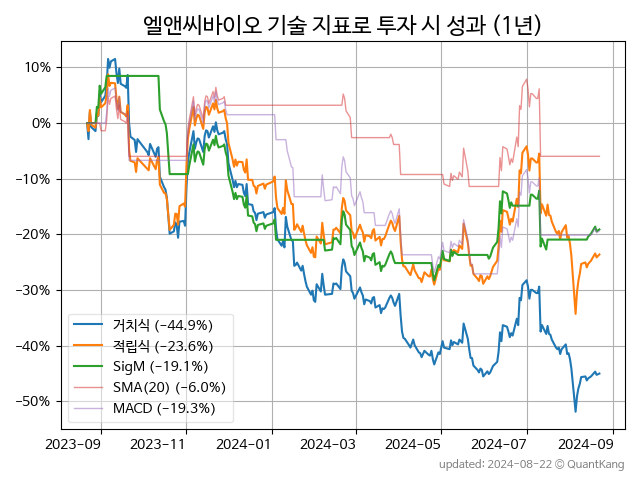 엘앤씨바이오 기술 지표로 투자 시 성과 (1년)
10%
0%
−10%
−20%
−30%
−40%
−50%
거치식 (−44.9%)
적립식 (−23.6%)
SigM (−19.1%)
SMA(20) (−6.0%)
MACD (−19.3%)
2023-09 2023-11 2024-01 2024-03 2024-05 2024-07 2024-09
updated: 2024-08-22 © QuantKang